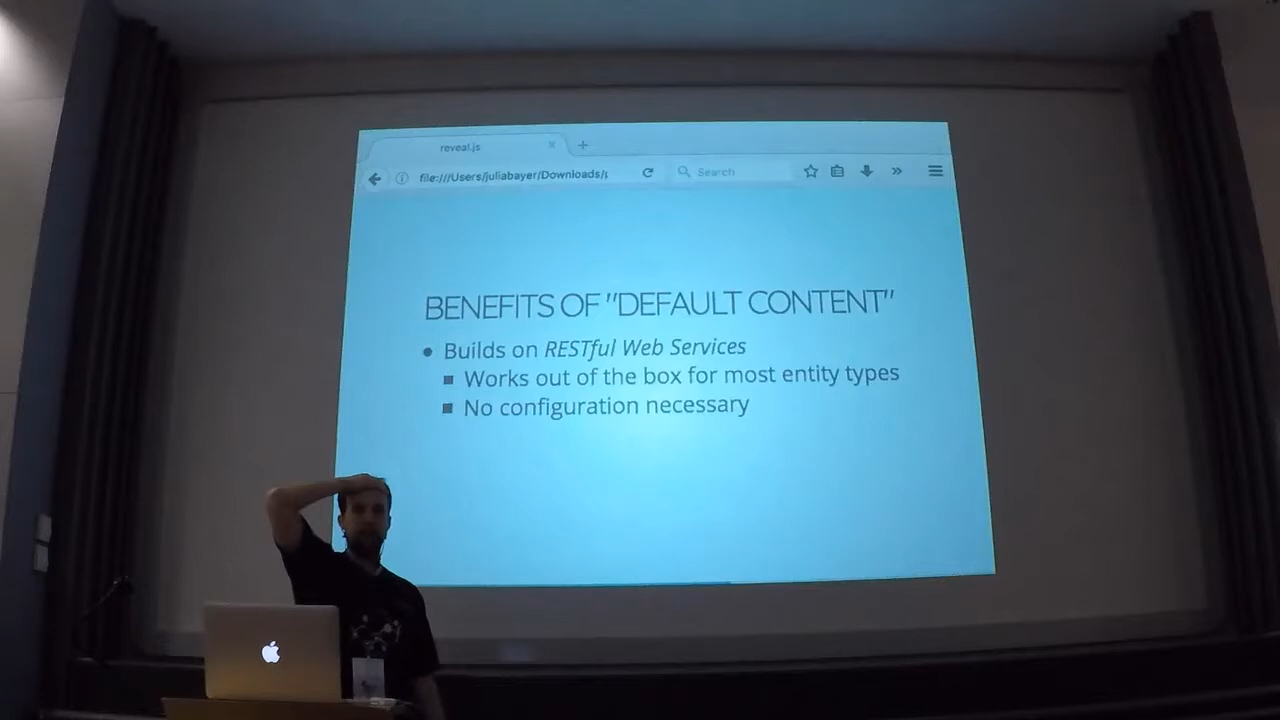 reveal.js
file:///Users/juliabayer/Downloads/
Search
BENEFITS OF "DEFAULT CONTENT"
Builds on RESTful Web Services
Works out of the box for most entity types
No configuration necessary